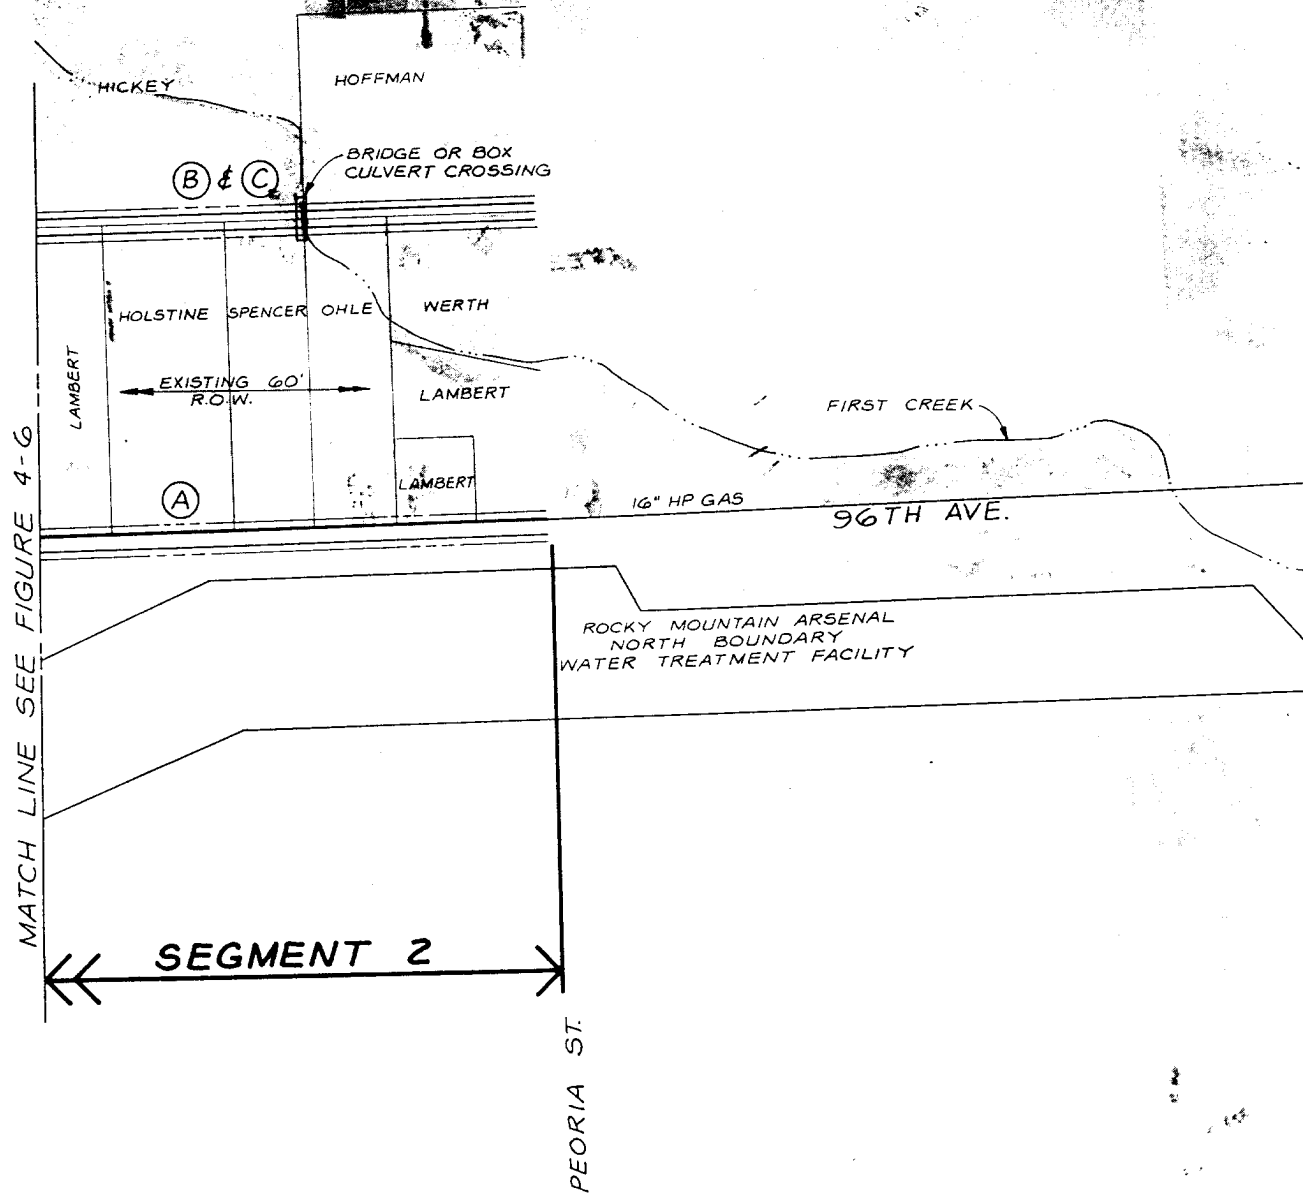 HICKEY
HOFFMAN
BRIDGE OR BOX
CULVERT CROSSING
B & C
HOLSTINE
SPENCER
OHLE
WERTH
LAMBERT
EXISTING 60'
R.O.W.
LAMBERT
FIRST CREEK
LAMBERT
A
16" HP GAS
96TH AVE.
MATCH LINE SEE FIGURE 4-6
ROCKY MOUNTAIN ARSENAL
NORTH BOUNDARY
WATER TREATMENT FACILITY
SEGMENT 2
PEORIA ST.